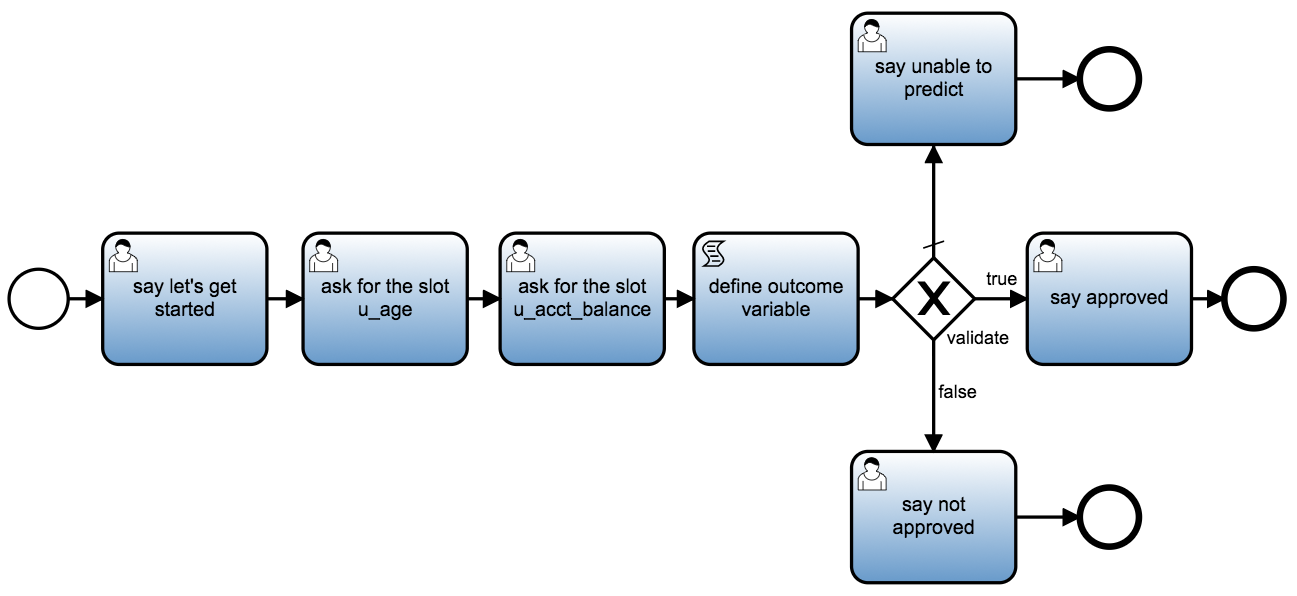 say unable to
predict
say let's get
started
ask for the slot
u_age
ask for the slot
u_acct_balance
define outcome
variable
true
validate
say approved
false
say not
approved